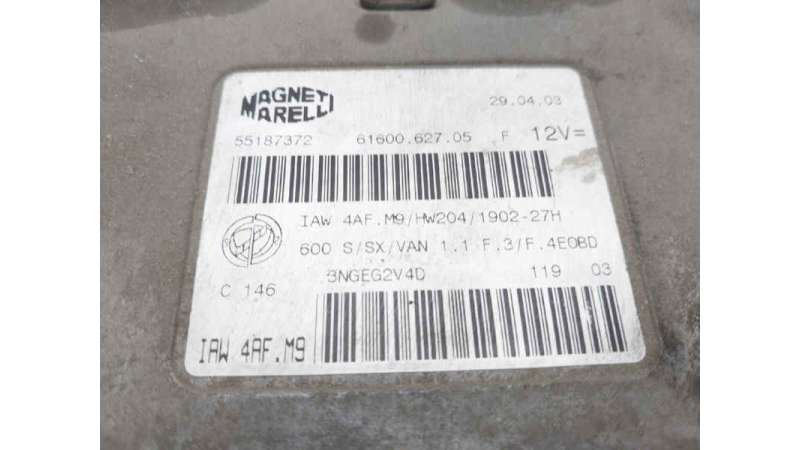 MAGNETI
MARELLI
29.04.03
55187372 61600.627.05 F 12V=
IAW 4AF.M9/HW204/1902-27H
600 S/SX/VAN 1.1 F.3/F.4EOBD
3NGEG2V4D 119 03
C 146
IAW 4AF.M9